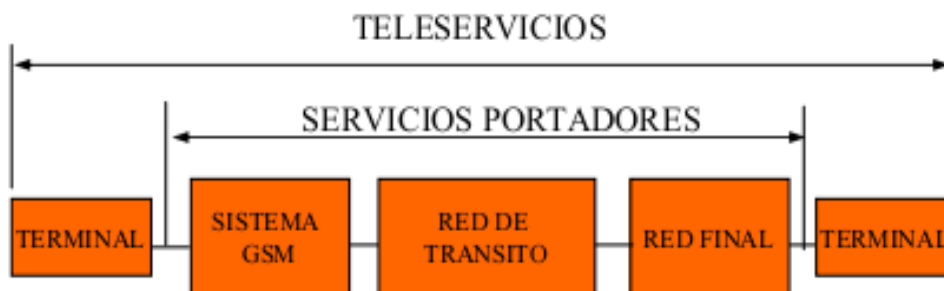 TELESERVICIOS
SERVICIOS PORTADORES
TERMINAL
SISTEMA
GSM
RED DE
TRANSITO
RED FINAL
TERMINAL